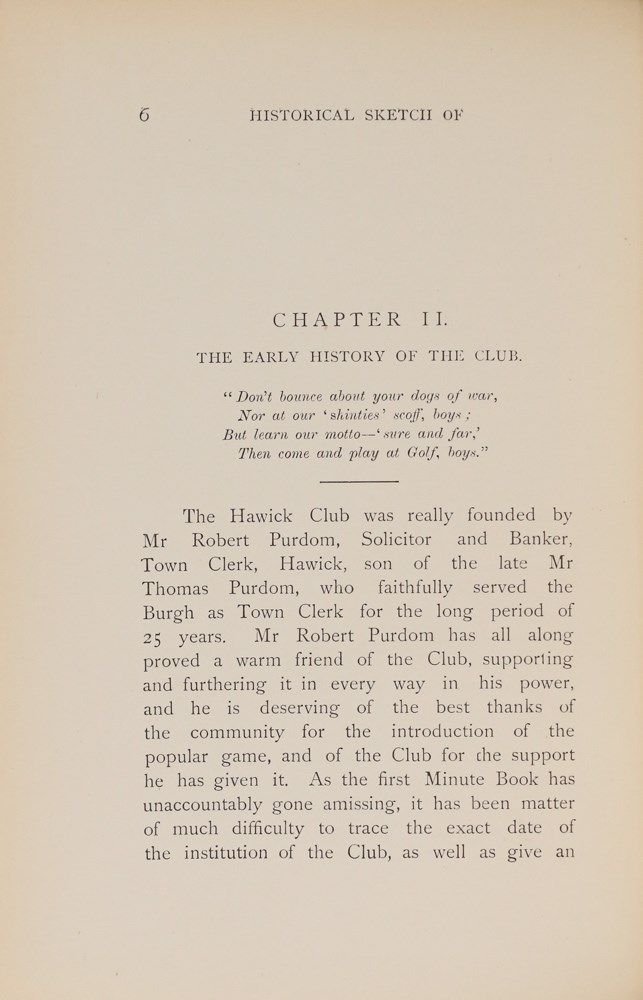 6 HISTORICAL SKETCH OF
CHAPTER II.
THE EARLY HISTORY OF THE CLUB.
“ Don't bounce about your dogs of war,
Nor at our ‘shinties’ scoff, boys ;
But learn our motto—‘sure and far,’
Then come and play at Golf, boys.”
The Hawick Club was really founded by
Mr Robert Purdom, Solicitor and Banker,
Town Clerk, Hawick, son of the late Mr
Thomas Purdom, who faithfully served the
Burgh as Town Clerk for the long period of
25 years. Mr Robert Purdom has all along
proved a warm friend of the Club, supporting
and furthering it in every way in his power,
and he is deserving of the best thanks of
the community for the introduction of the
popular game, and of the Club for the support
he has given it. As the first Minute Book has
unaccountably gone amissing, it has been matter
of much difficulty to trace the exact date of
the institution of the Club, as well as give an